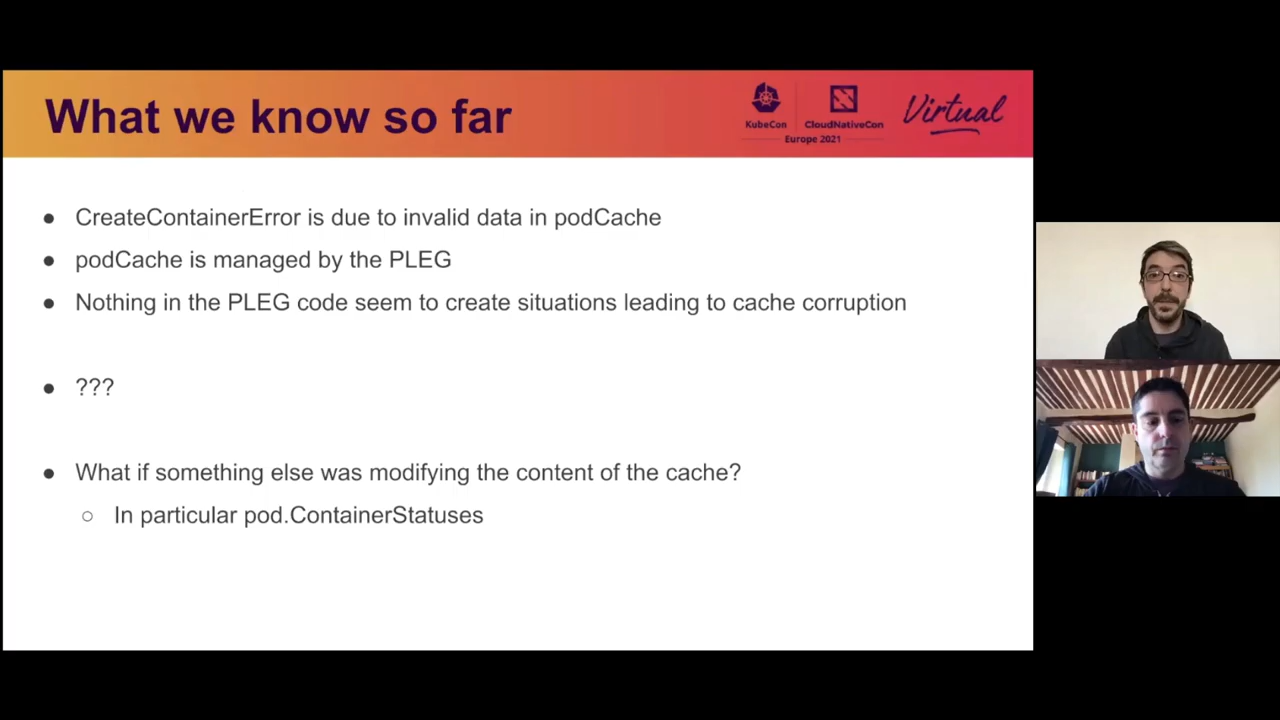 What we know so far
KubeCon
CloudNativeCon
Virtual
Europe 2021
● CreateContainerError is due to invalid data in podCache
● podCache is managed by the PLEG
● Nothing in the PLEG code seem to create situations leading to cache corruption
● ???
● What if something else was modifying the content of the cache?
○ In particular pod.ContainerStatuses